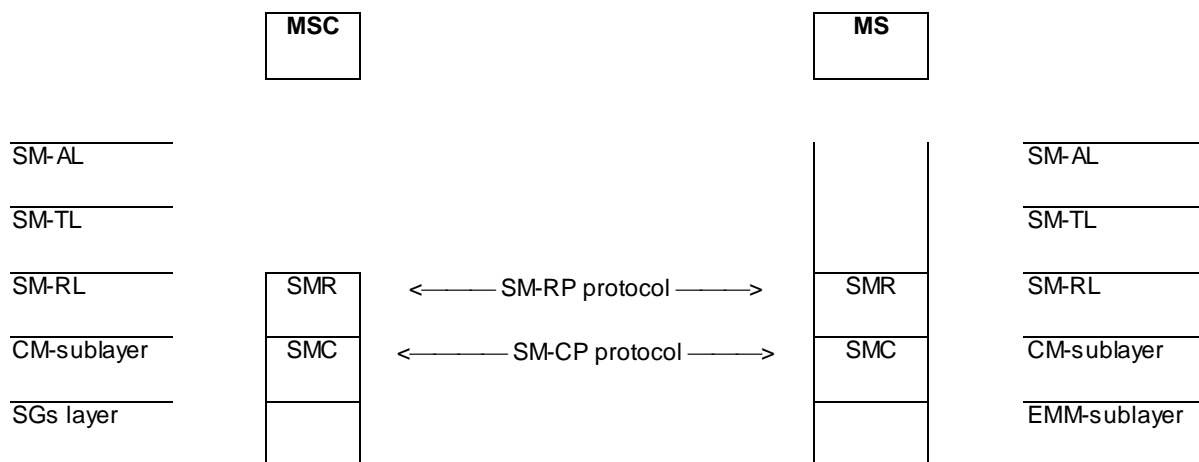 MSC MS
SM-AL SM-AL
SM-TL SM-TL
SM-RL SMR <———— SM-RP protocol ————> SMR SM-RL
CM-sublayer SMC <————— SM-CP protocol ————> SMC CM-sublayer
SGs layer EMM-sublayer